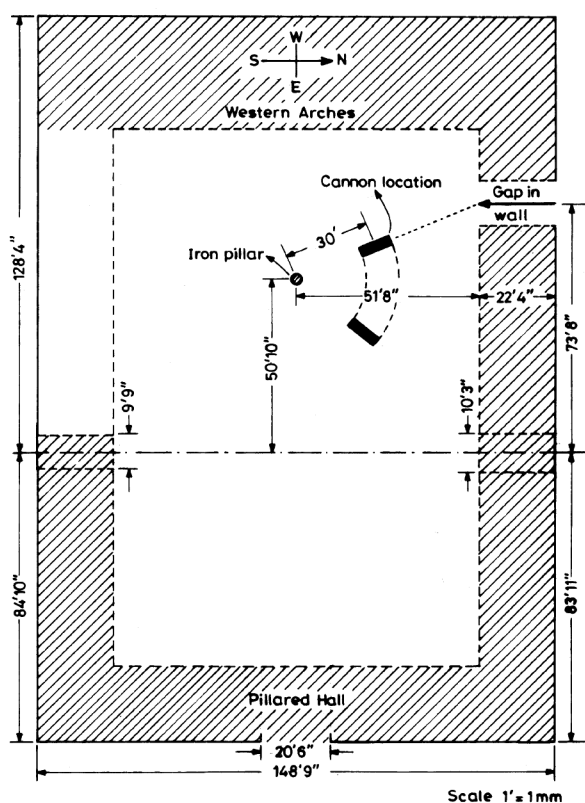 W
S N
E
Western Arches
Cannon location
Gap in
wall
30'
Iron pillar
51'8"
22'4"
128'4"
73'8"
50'10"
9'9"
10'3"
84'10"
83'11"
Pillared Hall
20'6"
148'9"
Scale 1'=1mm